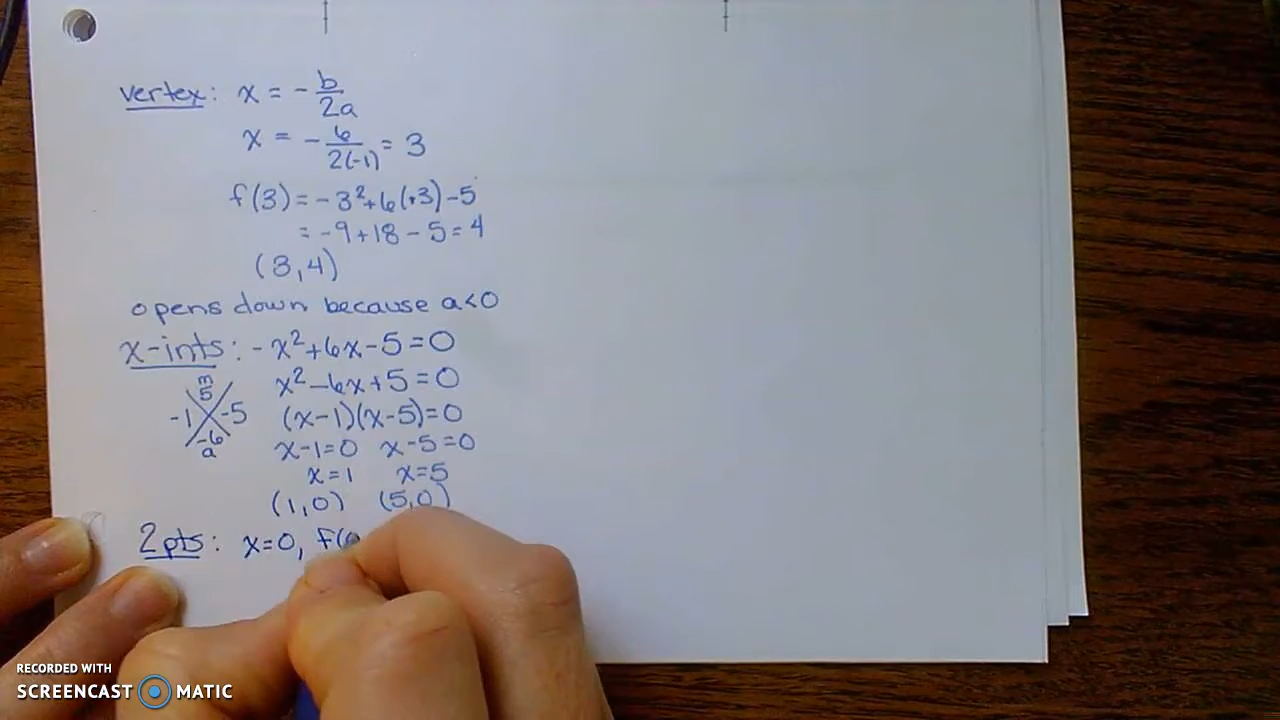 vertex: x = - b/2a
x = - 6/2(-1) = 3
f(3) = -3²+6(+3)-5
= -9+18-5=4
(3,4)
opens down because a<0
x-ints: -x²+6x-5=0
x²-6x+5=0
m
5
-1 -5
-6
a
(x-1)(x-5)=0
x-1=0 x-5=0
x=1 x=5
(1,0) (5,0)
2pts: x=0, f(0
RECORDED WITH
SCREENCAST MATIC